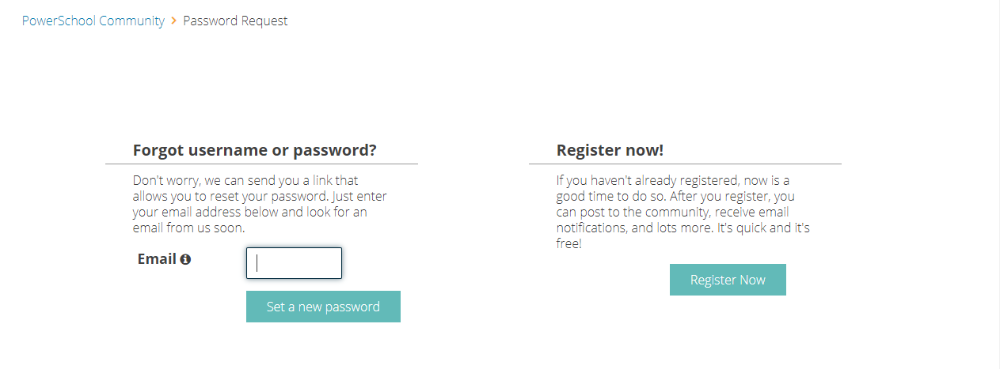 PowerSchool Community > Password Request
Forgot username or password?
Don't worry, we can send you a link that
allows you to reset your password. Just enter
your email address below and look for an
email from us soon.
Email
Set a new password
Register now!
If you haven't already registered, now is a
good time to do so. After you register, you
can post to the community, receive email
notifications, and lots more. It's quick and it's
free!
Register Now